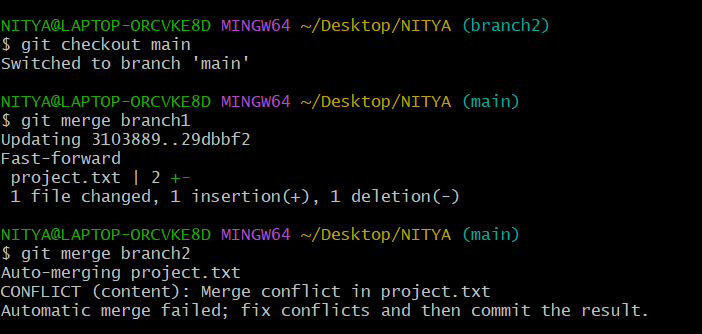 NITYA@LAPTOP-ORCVKE8D MINGW64 ~/Desktop/NITYA (branch2)
$ git checkout main
Switched to branch 'main'
NITYA@LAPTOP-ORCVKE8D MINGW64 ~/Desktop/NITYA (main)
$ git merge branch1
Updating 3103889..29dbbf2
Fast-forward
 project.txt | 2 +-
 1 file changed, 1 insertion(+), 1 deletion(-)
NITYA@LAPTOP-ORCVKE8D MINGW64 ~/Desktop/NITYA (main)
$ git merge branch2
Auto-merging project.txt
CONFLICT (content): Merge conflict in project.txt
Automatic merge failed; fix conflicts and then commit the result.